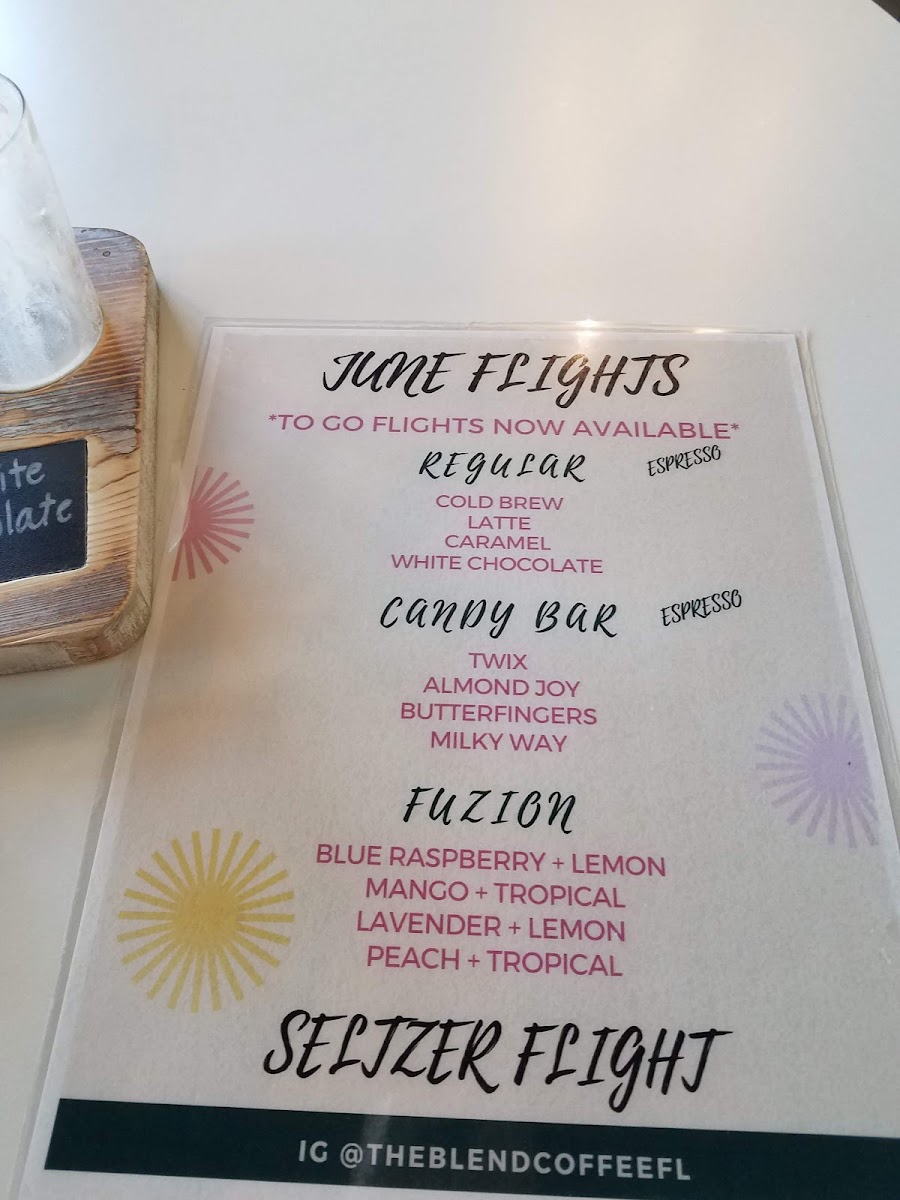 JUNE FLIGHTS
*TO GO FLIGHTS NOW AVAILABLE*
REGULAR ESPRESSO
COLD BREW
LATTE
CARAMEL
WHITE CHOCOLATE
CANDY BAR ESPRESSO
TWIX
ALMOND JOY
BUTTERFINGERS
MILKY WAY
FUZION
BLUE RASPBERRY + LEMON
MANGO + TROPICAL
LAVENDER + LEMON
PEACH + TROPICAL
SELTZER FLIGHT
IG @THEBLENDCOFFEEFL